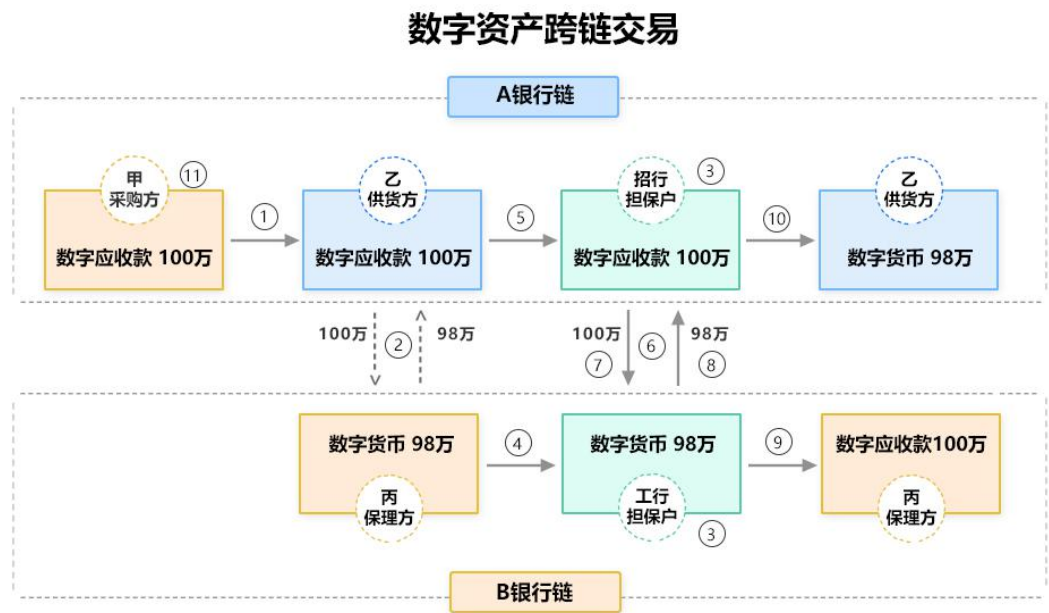 数字资产跨链交易
A银行链
甲
采购方
⑪
数字应收款 100万
①
乙
供货方
数字应收款 100万
⑤
招行
担保户
③
数字应收款 100万
⑩
乙
供货方
数字货币 98万
100万
②
98万
100万
⑦
⑥
98万
⑧
数字货币 98万
丙
保理方
④
数字货币 98万
工行
担保户
③
⑨
数字应收款100万
丙
保理方
B银行链